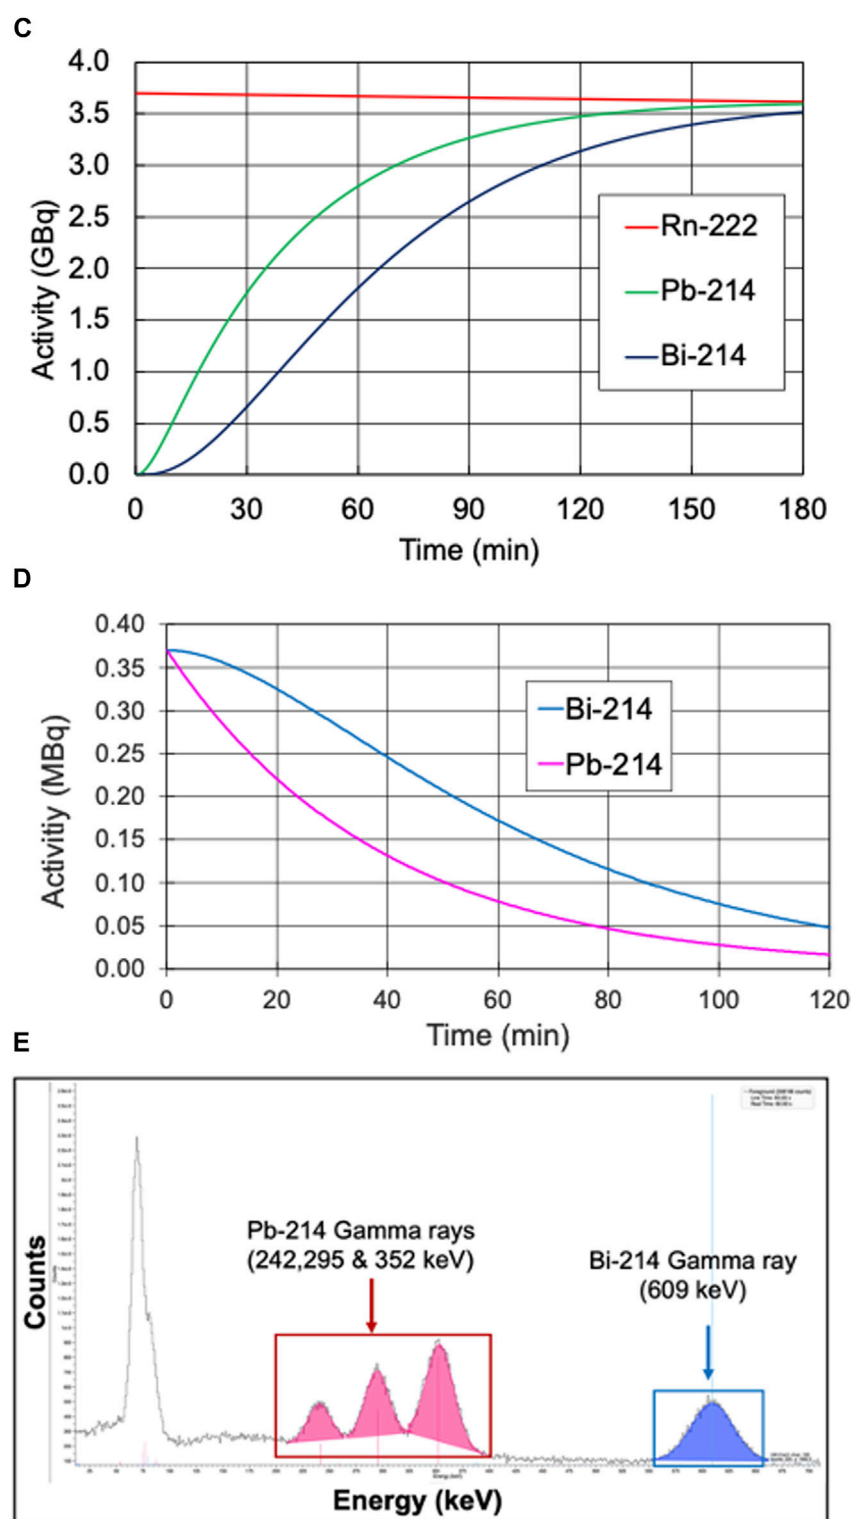 C
4.0
3.5
3.0
2.5
2.0
1.5
1.0
0.5
0.0
Activity (GBq)
Rn-222
Pb-214
Bi-214
0 30 60 90 120 150 180
Time (min)
D
0.40
0.35
0.30
0.25
0.20
0.15
0.10
0.05
0.00
Activitiy (MBq)
Bi-214
Pb-214
0 20 40 60 80 100 120
Time (min)
E
Counts
Pb-214 Gamma rays
(242,295 & 352 keV)
Bi-214 Gamma ray
(609 keV)
Energy (keV)